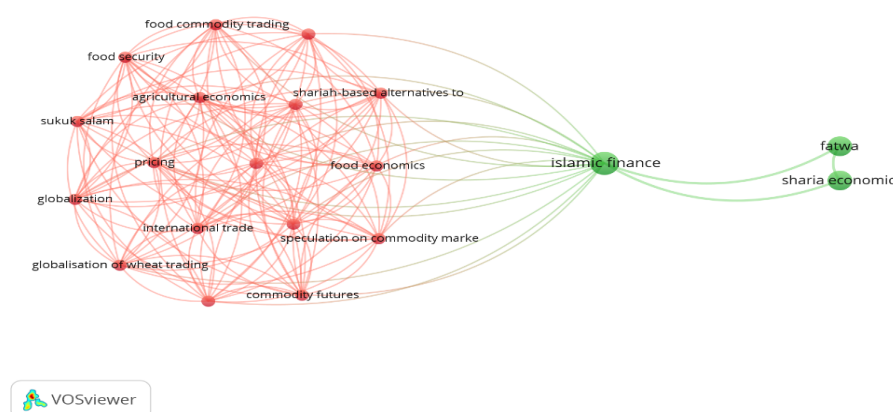 food commodity trading
food security
agricultural economics
shariah-based alternatives to
sukuk salam
fatwa
pricing
food economics
islamic finance
sharia economic
globalization
international trade
speculation on commodity marke
globalisation of wheat trading
commodity futures
VOSviewer